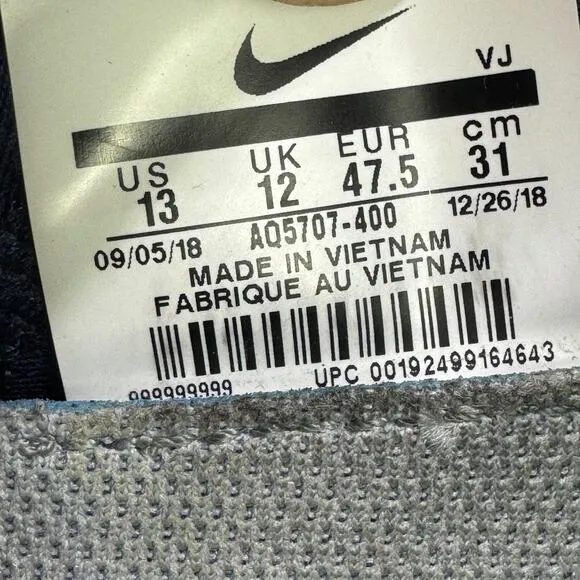 VJ
US UK EUR cm
13 12 47.5 31
09/05/18 AQ5707-400 12/26/18
MADE IN VIETNAM
FABRIQUE AU VIETNAM
999999999 UPC 00192499164643